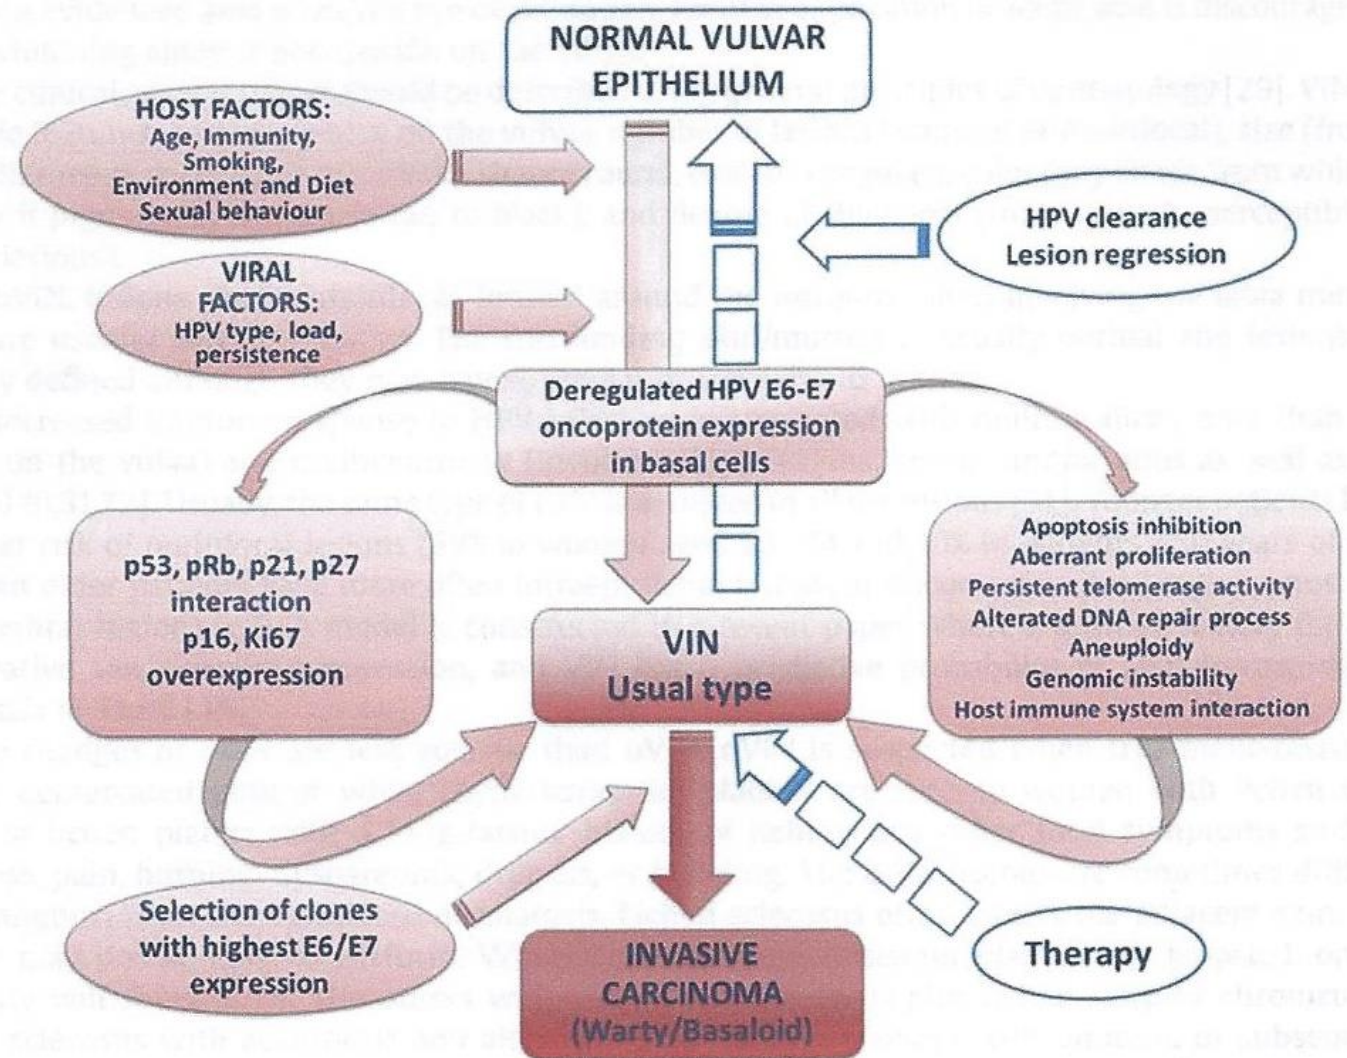 NORMAL VULVAR
EPITHELIUM
HOST FACTORS:
Age, Immunity,
Smoking,
Environment and Diet
Sexual behaviour
HPV clearance
Lesion regression
VIRAL
FACTORS:
HPV type, load,
persistence
Deregulated HPV E6-E7
oncoprotein expression
in basal cells
p53, pRb, p21, p27
interaction
p16, Ki67
overexpression
Apoptosis inhibition
Aberrant proliferation
Persistent telomerase activity
Alterated DNA repair process
Aneuploidy
Genomic instability
Host immune system interaction
VIN
Usual type
Selection of clones
with highest E6/E7
expression
Therapy
INVASIVE
CARCINOMA
(Warty/Basaloid)